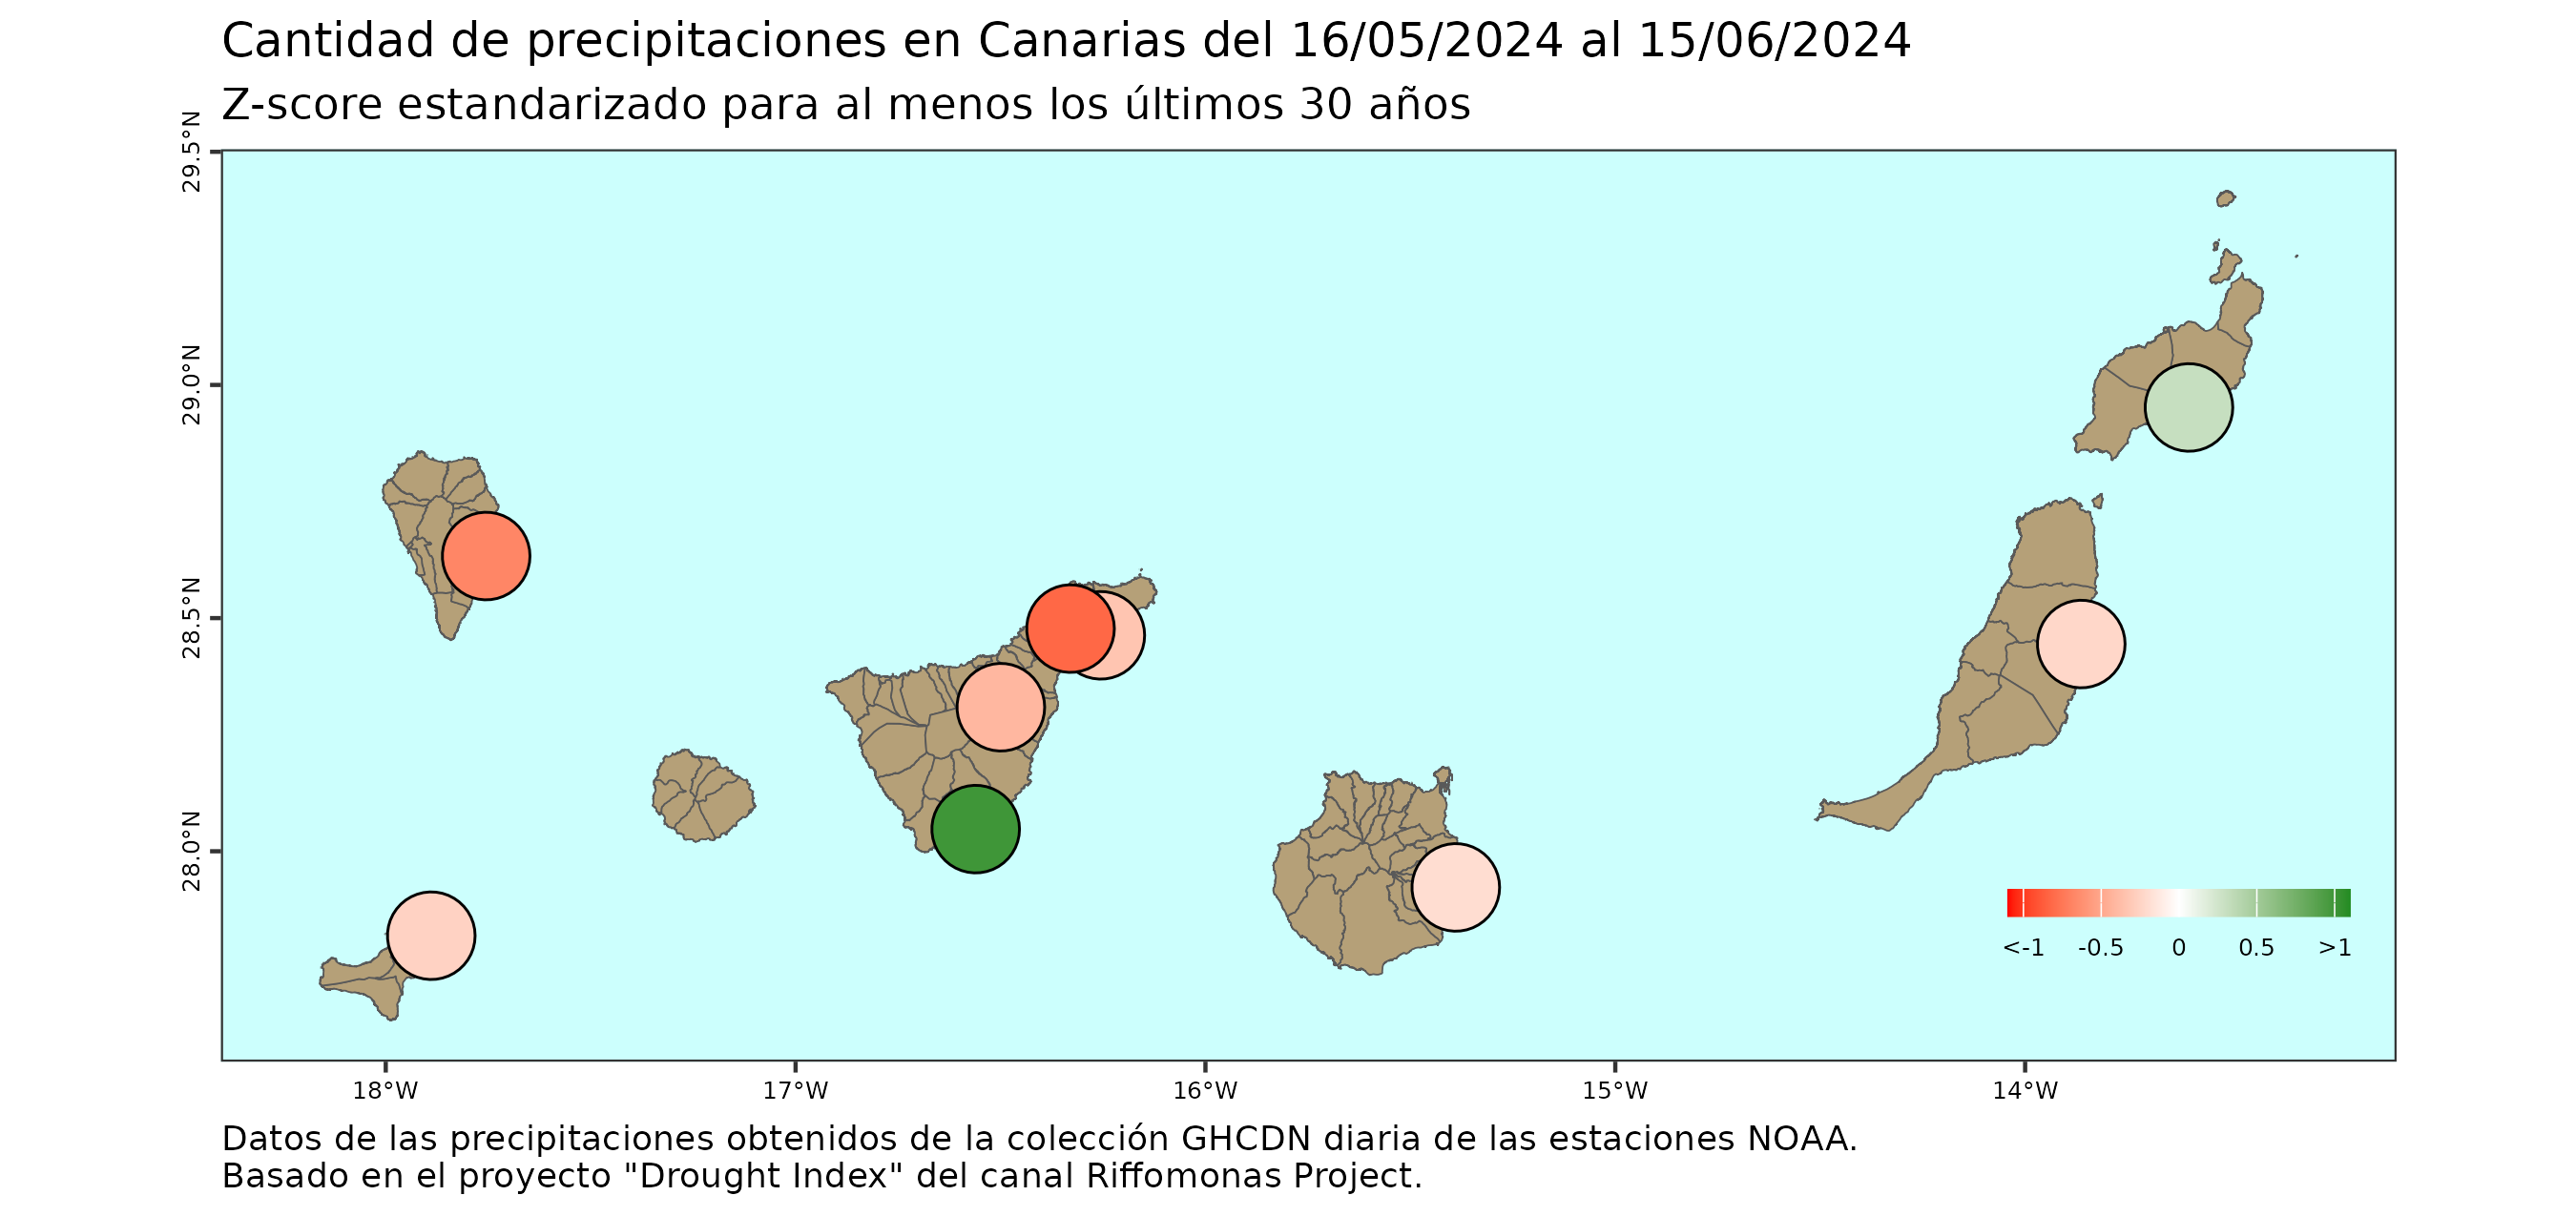 Cantidad de precipitaciones en Canarias del 16/05/2024 al 15/06/2024
Z-score estandarizado para al menos los últimos 30 años
29.5°N
29.0°N
28.5°N
28.0°N
<-1 -0.5 0 0.5 >1
18°W 17°W 16°W 15°W 14°W
Datos de las precipitaciones obtenidos de la colección GHCDN diaria de las estaciones NOAA.
Basado en el proyecto "Drought Index" del canal Riffomonas Project.